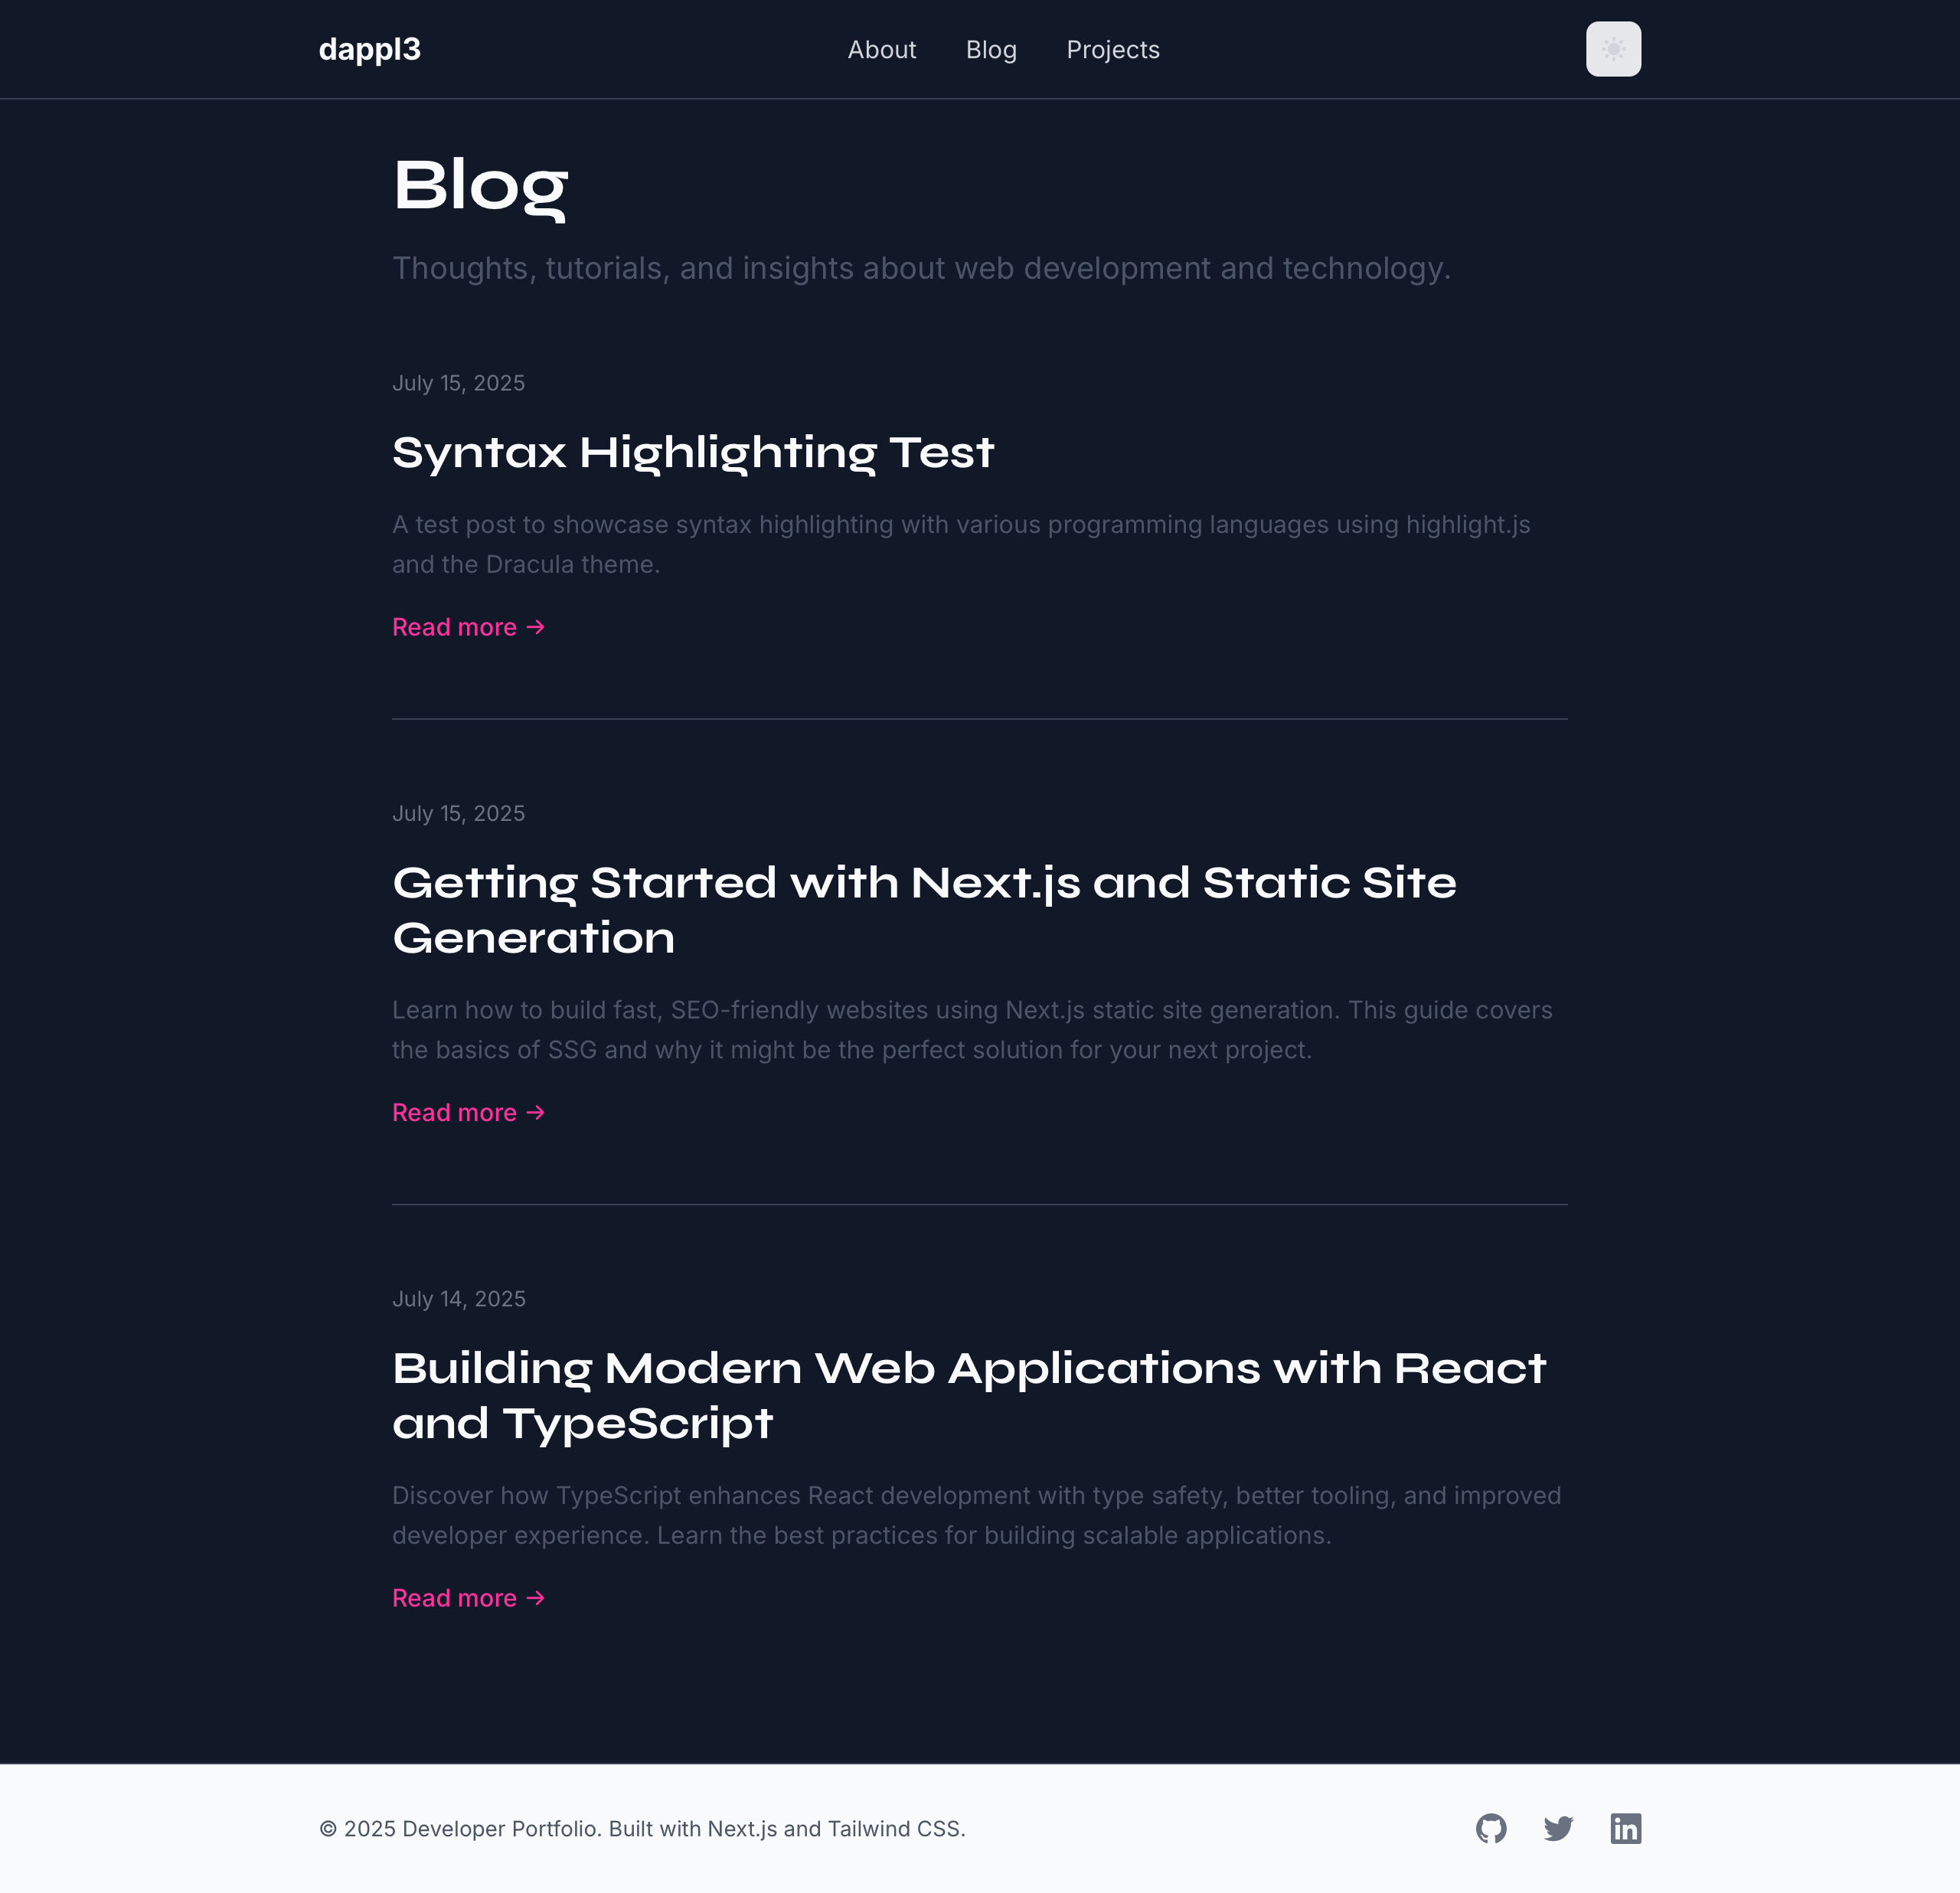 dappl3
About Blog Projects
Blog
Thoughts, tutorials, and insights about web development and technology.
July 15, 2025
Syntax Highlighting Test
A test post to showcase syntax highlighting with various programming languages using highlight.js
and the Dracula theme.
Read more →
July 15, 2025
Getting Started with Next.js and Static Site
Generation
Learn how to build fast, SEO-friendly websites using Next.js static site generation. This guide covers
the basics of SSG and why it might be the perfect solution for your next project.
Read more →
July 14, 2025
Building Modern Web Applications with React
and TypeScript
Discover how TypeScript enhances React development with type safety, better tooling, and improved
developer experience. Learn the best practices for building scalable applications.
Read more →
© 2025 Developer Portfolio. Built with Next.js and Tailwind CSS.